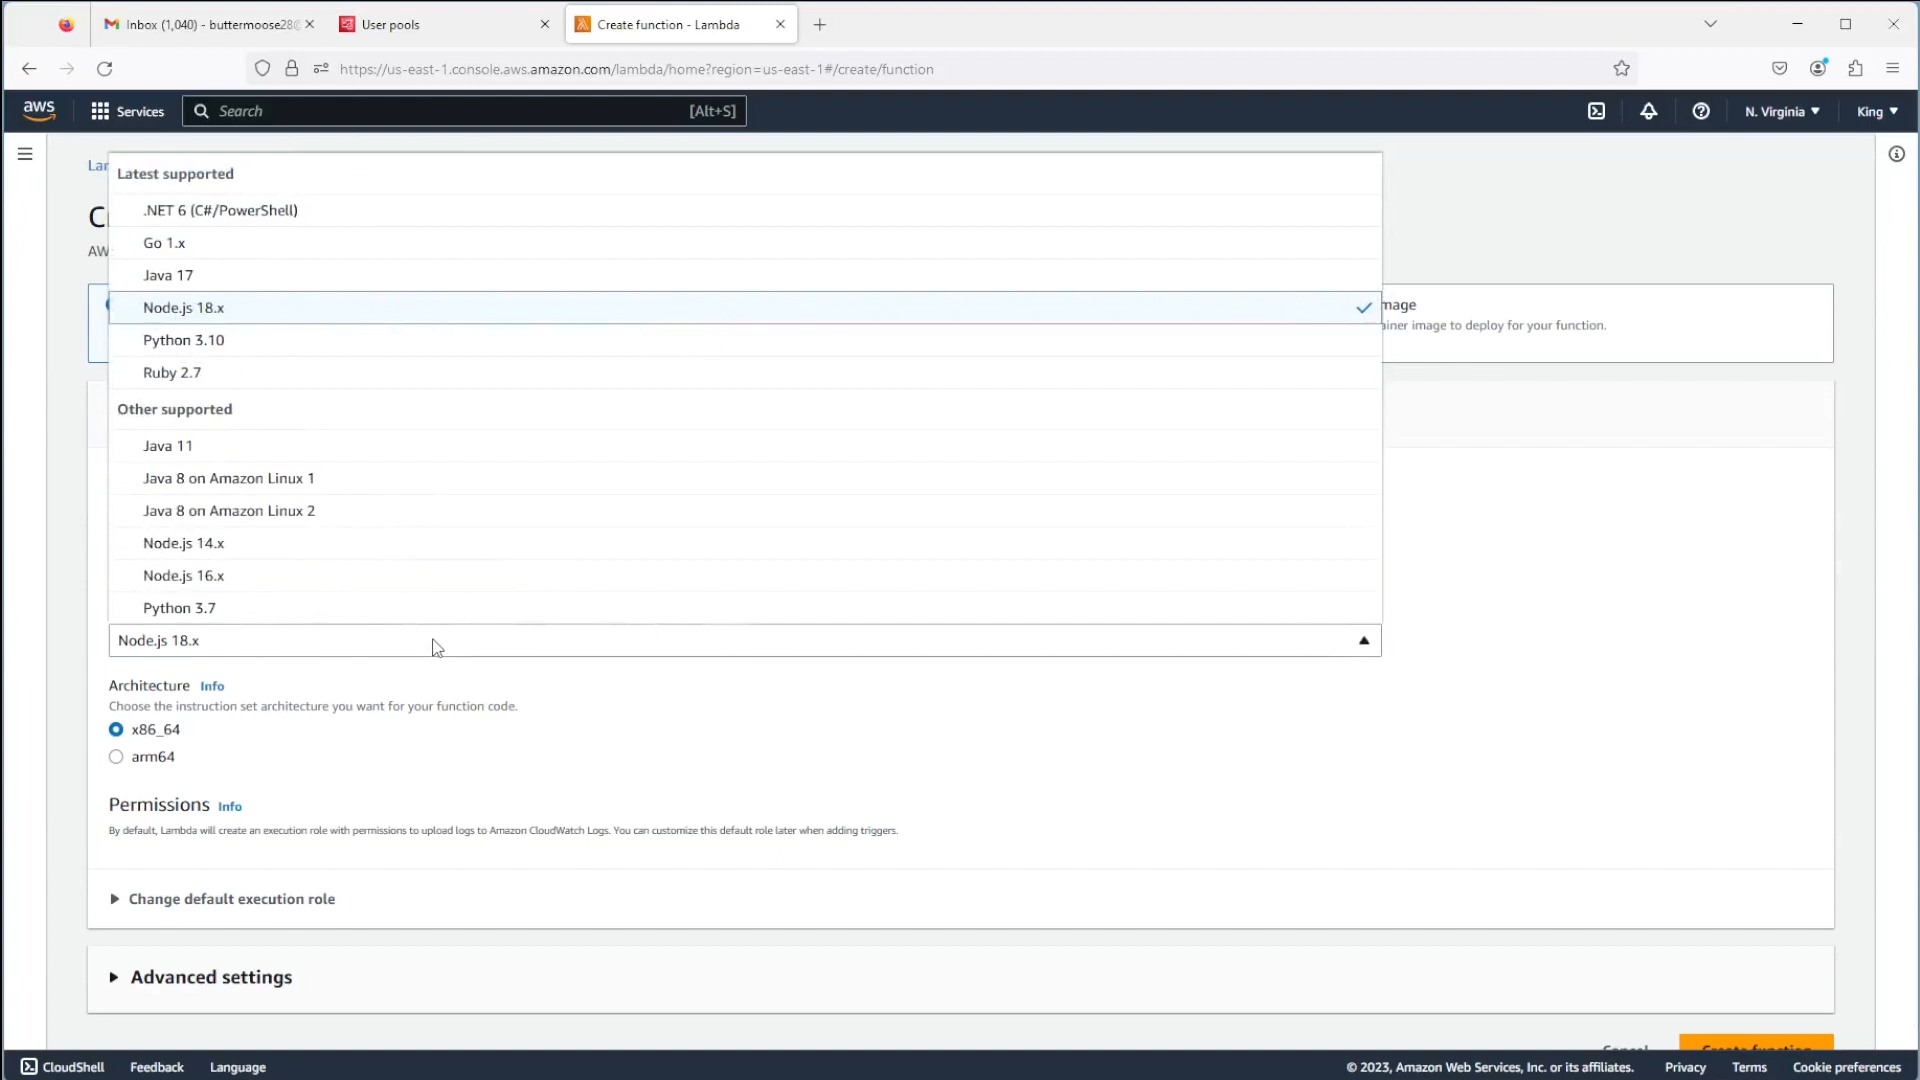 Inbox (1,040) - buttermoose28@
User pools
Create function - Lambda
https://us-east-1.console.aws.amazon.com/lambda/home?region=us-east-1#/create/function
aws
Services
Search
[Alt+S]
N. Virginia
King
Lar
Latest supported
.NET 6 (C#/PowerShell)
Cr
Go 1.x
AW
Java 17
Node.js 18.x
mage
ainer image to deploy for your function.
Python 3.10
Ruby 2.7
Other supported
Java 11
Java 8 on Amazon Linux 1
Java 8 on Amazon Linux 2
Node.js 14.x
Node.js 16.x
Python 3.7
Node.js 18.x
Architecture Info
Choose the instruction set architecture you want for your function code.
x86_64
arm64
Permissions Info
By default, Lambda will create an execution role with permissions to upload logs to Amazon CloudWatch Logs. You can customize this default role later when adding triggers.
Change default execution role
Advanced settings
Cancel
Create function
CloudShell
Feedback
Language
© 2023, Amazon Web Services, Inc. or its affiliates.
Privacy
Terms
Cookie preferences